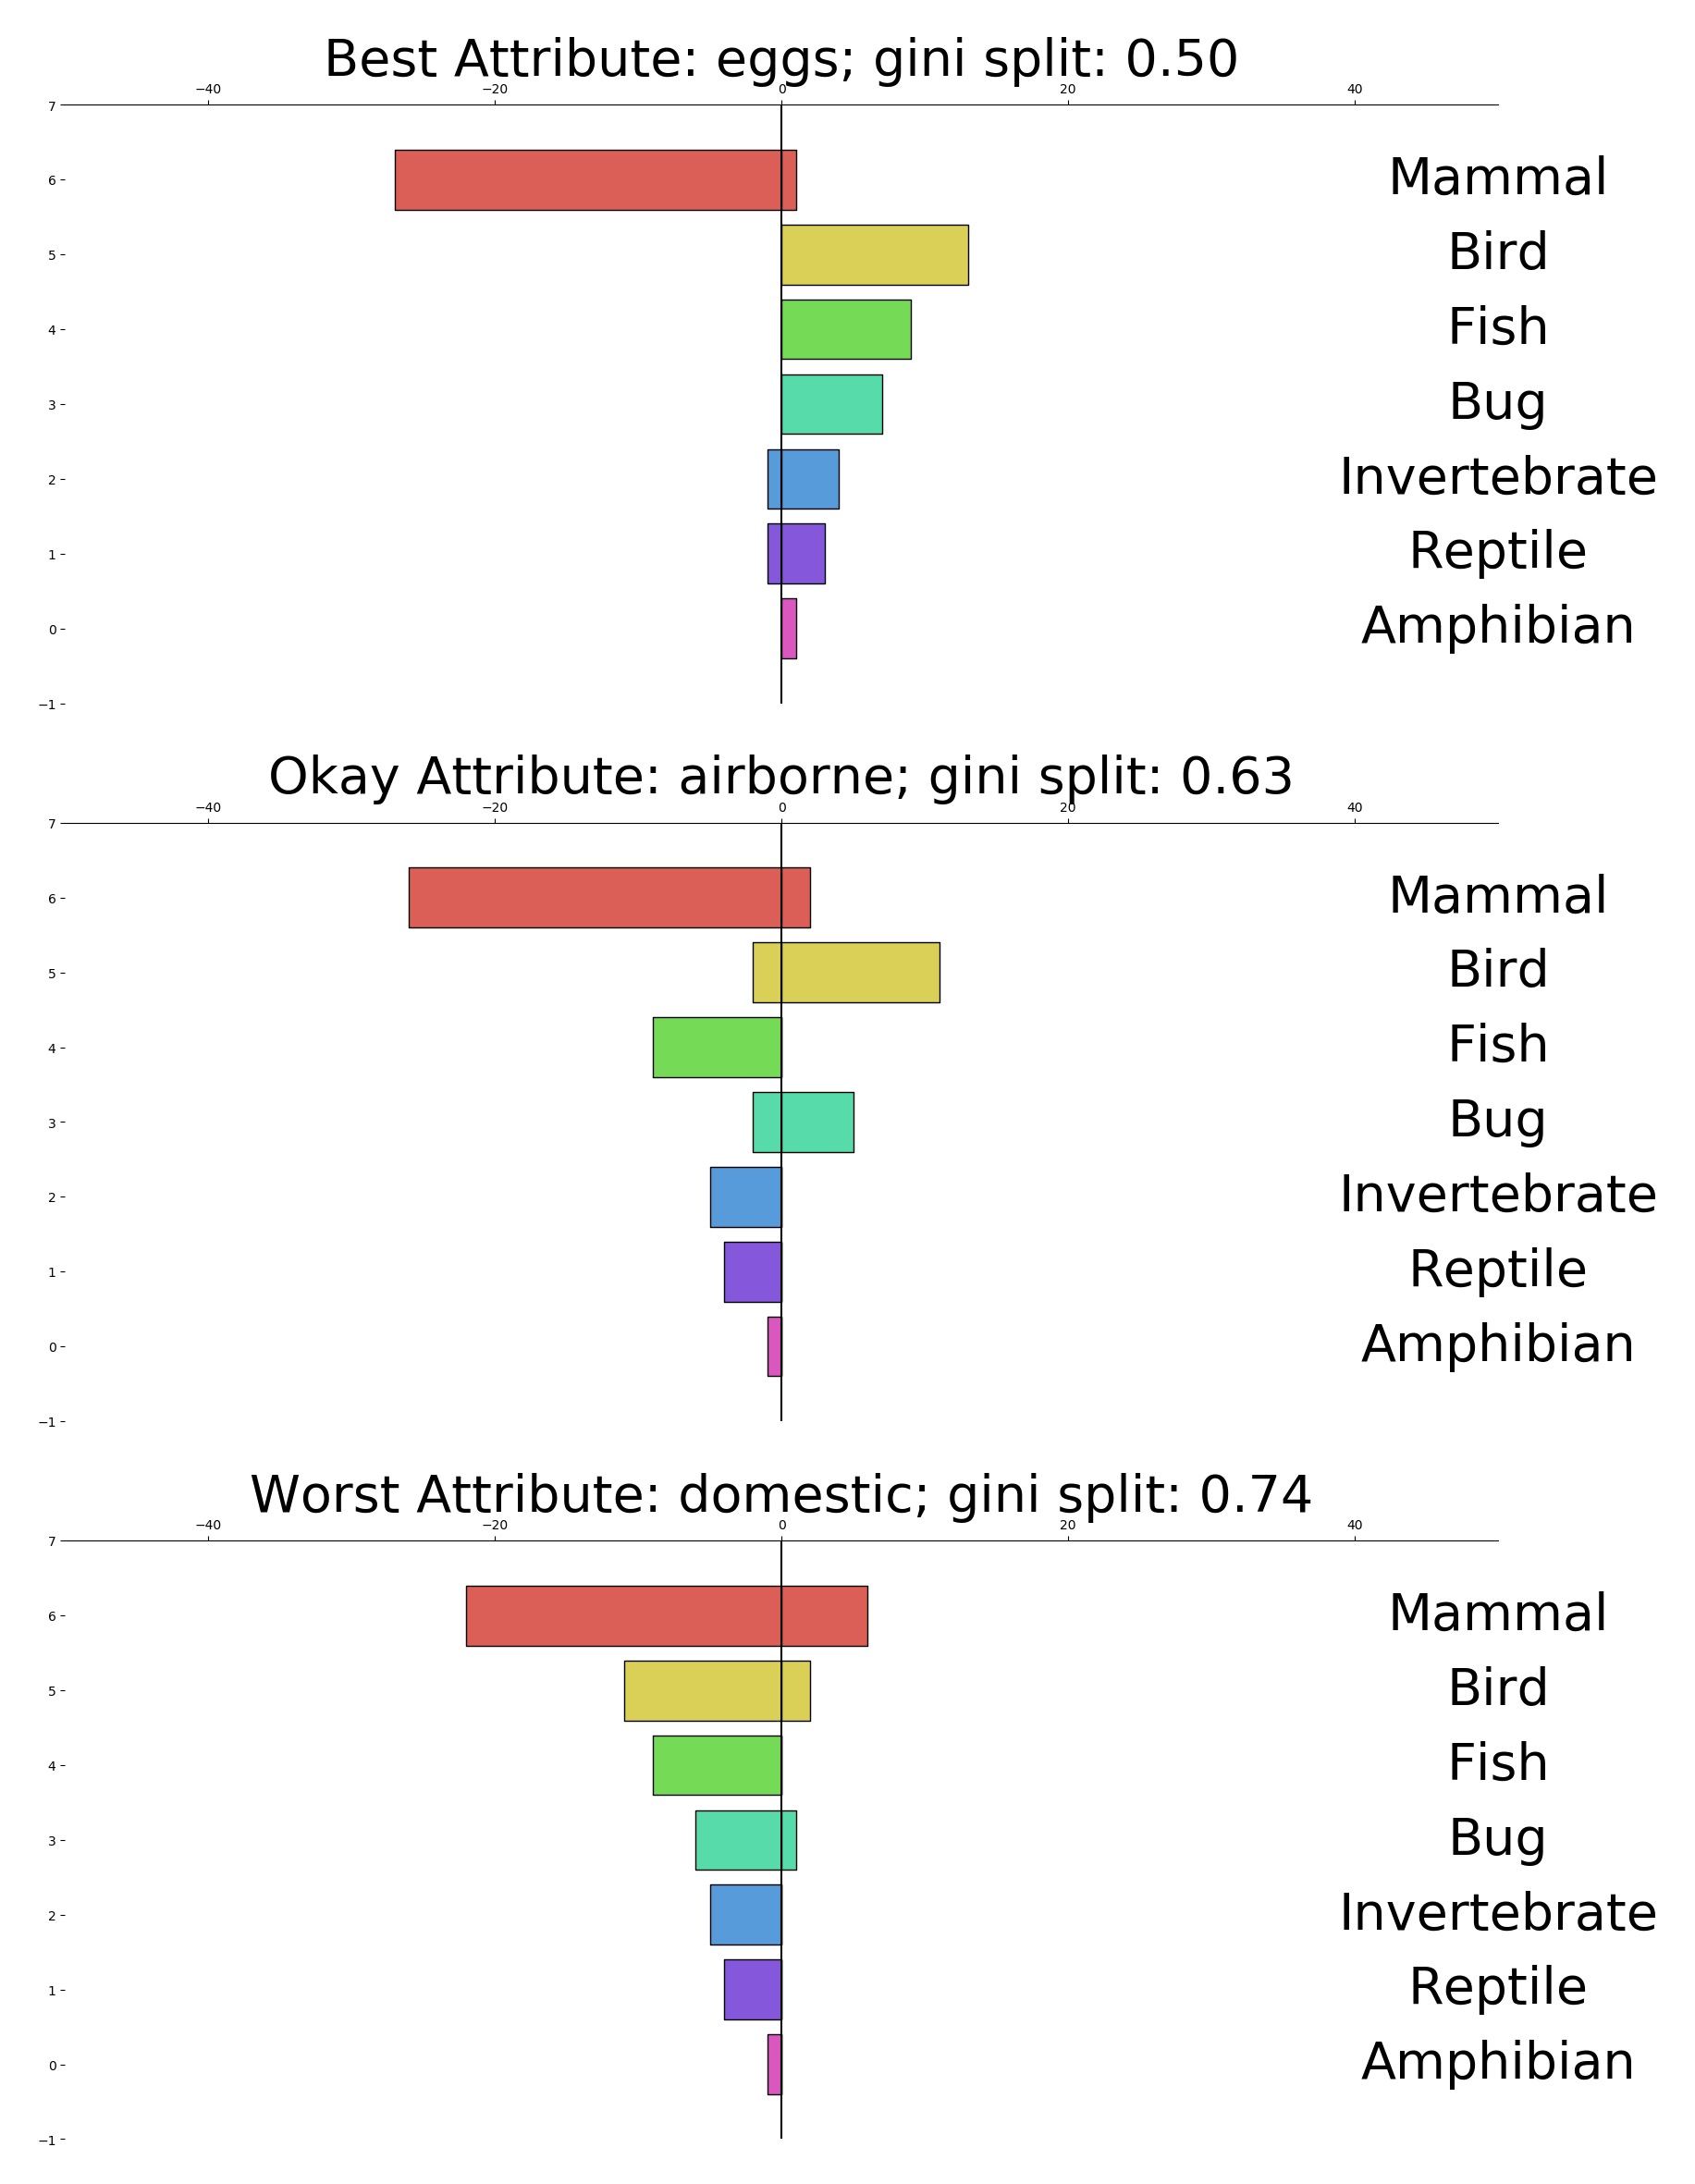 Best Attribute: eggs; gini split: 0.50
−40 −20 0 20 40
7
6 Mammal
5 Bird
4 Fish
3 Bug
2 Invertebrate
1 Reptile
0 Amphibian
−1
Okay Attribute: airborne; gini split: 0.63
−40 −20 0 20 40
7
6 Mammal
5 Bird
4 Fish
3 Bug
2 Invertebrate
1 Reptile
0 Amphibian
−1
Worst Attribute: domestic; gini split: 0.74
−40 −20 0 20 40
7
6 Mammal
5 Bird
4 Fish
3 Bug
2 Invertebrate
1 Reptile
0 Amphibian
−1